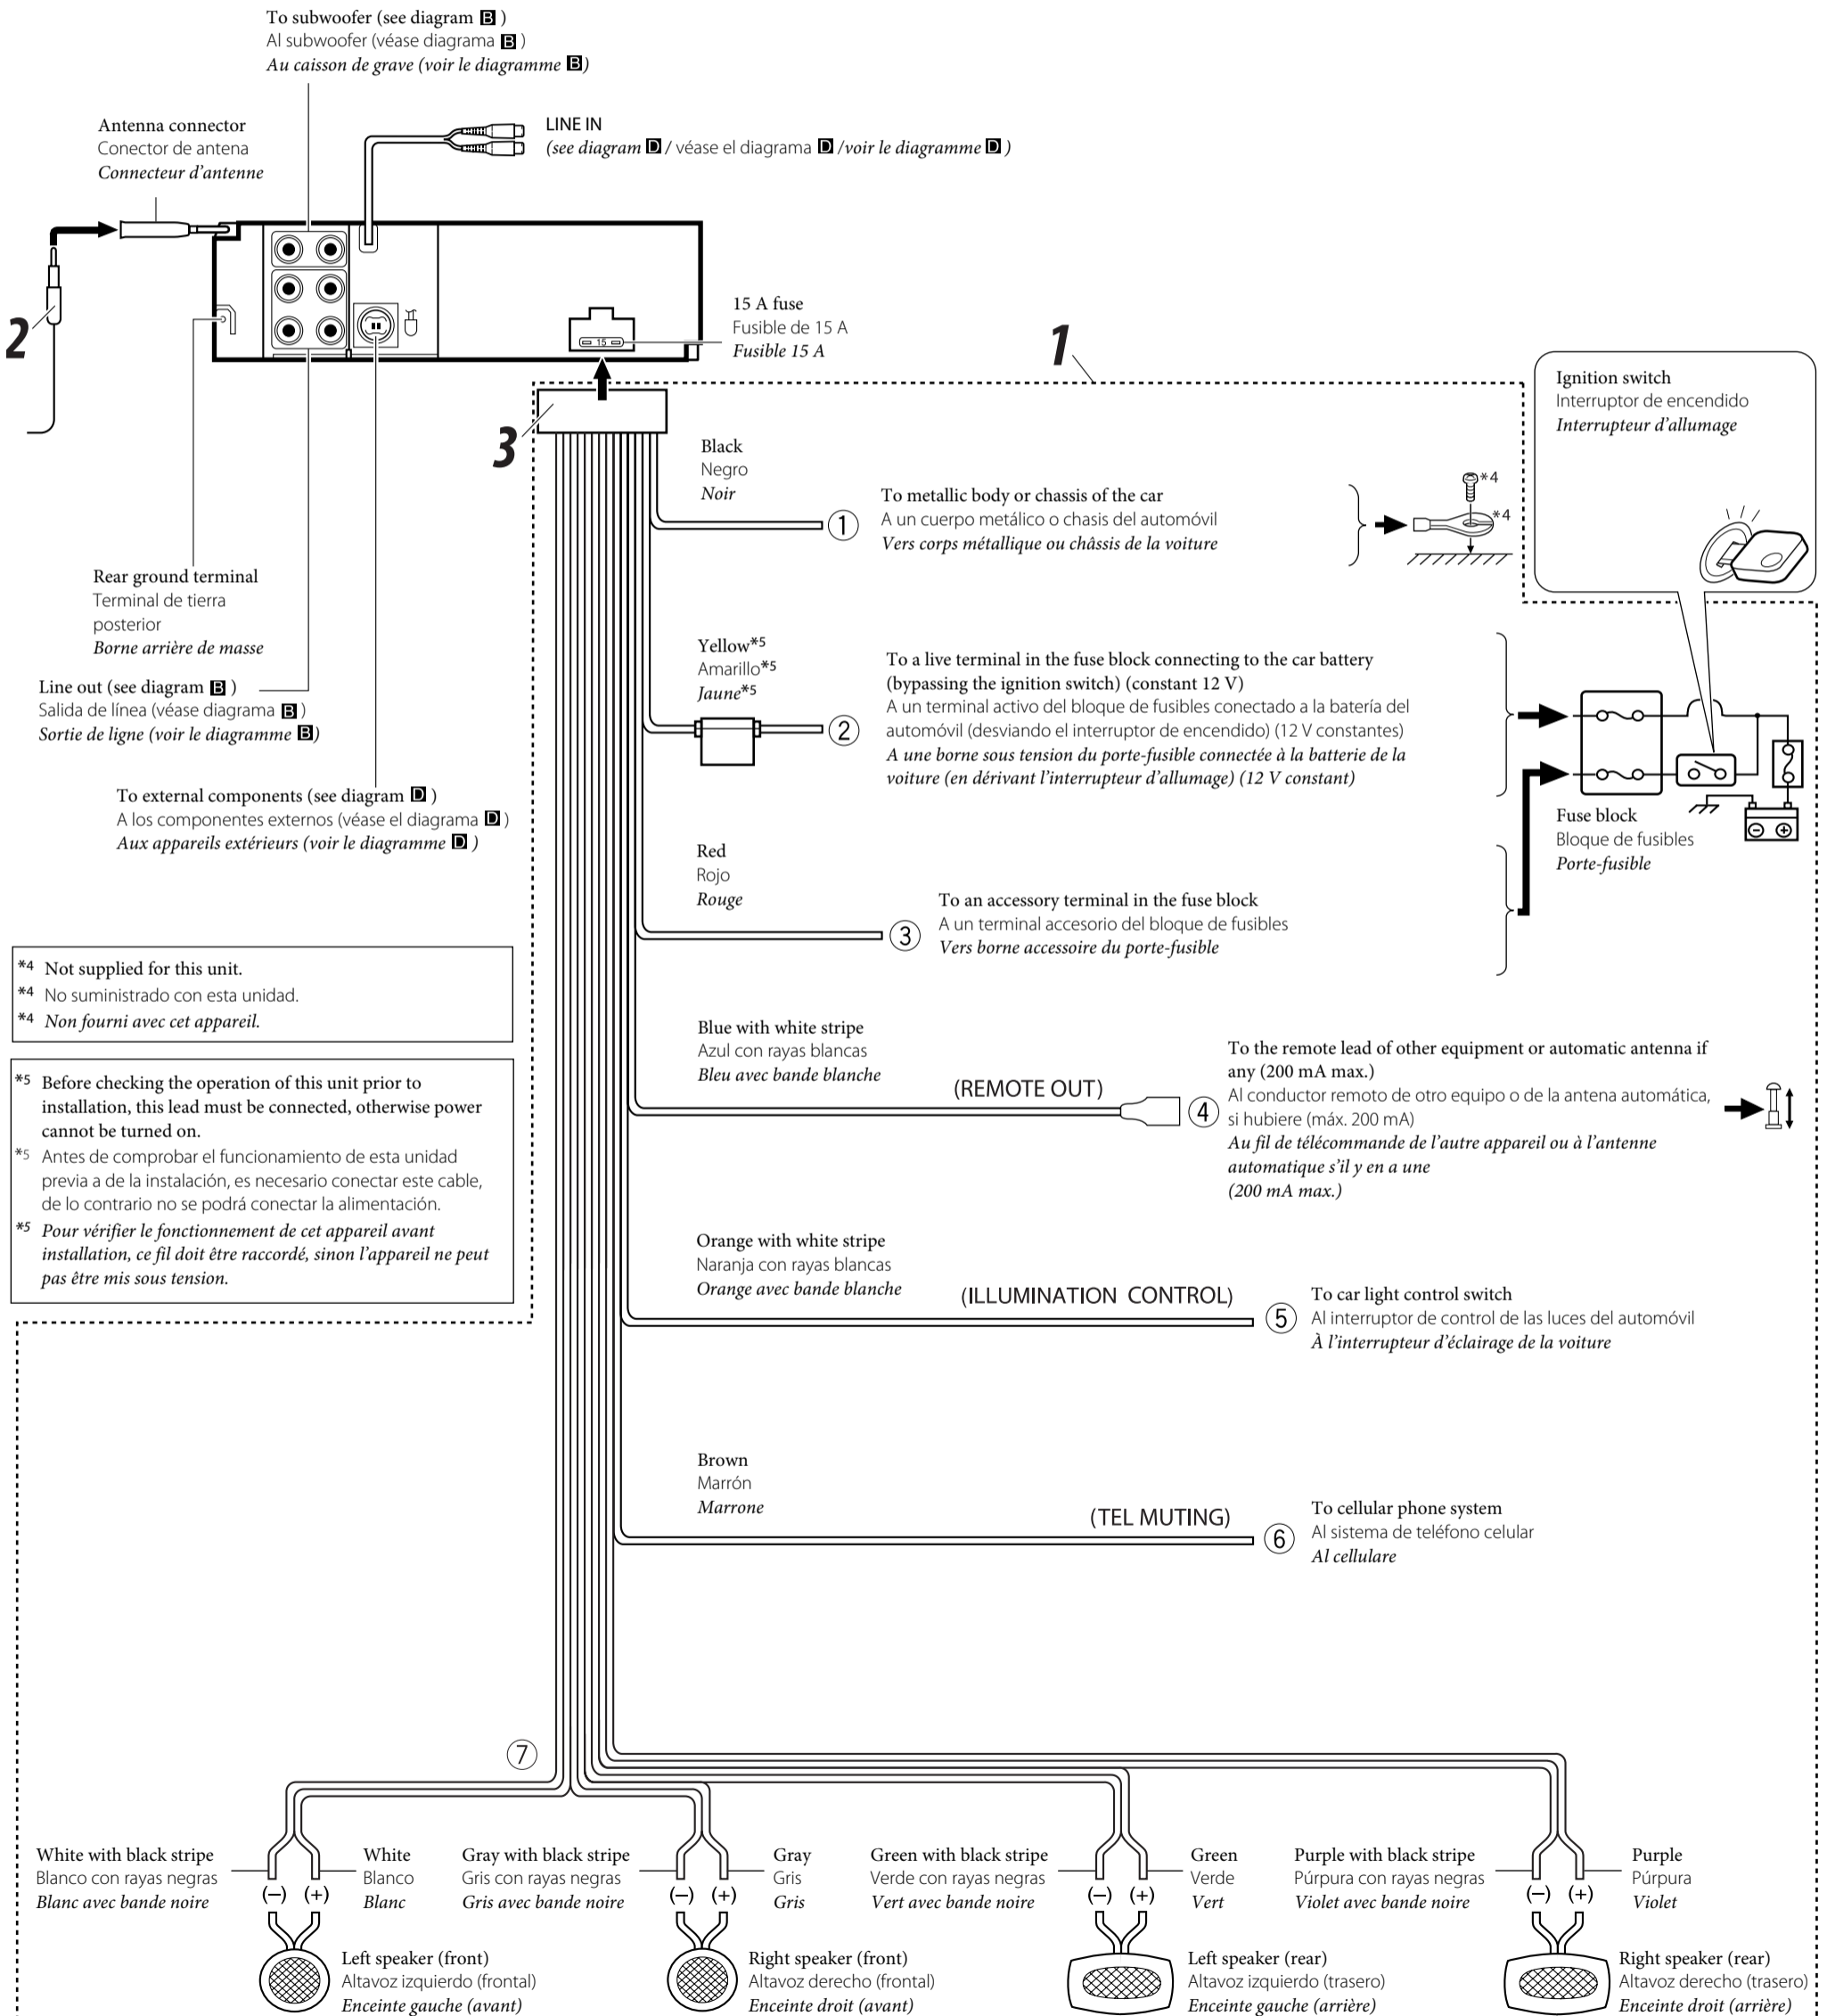 To subwoofer (see diagram B )
Al subwoofer (véase diagrama B )
Au caisson de grave (voir le diagramme B)
Antenna connector
Conector de antena
Connecteur d'antenne
LINE IN
(see diagram D / véase el diagrama D /voir le diagramme D )
2
15 A fuse
Fusible de 15 A
Fusible 15 A
15
1
Ignition switch
Interruptor de encendido
Interrupteur d'allumage
3
Black
Negro
Noir
1
To metallic body or chassis of the car
A un cuerpo metálico o chasis del automóvil
Vers corps métallique ou châssis de la voiture
*4
*4
Rear ground terminal
Terminal de tierra
posterior
Borne arrière de masse
Line out (see diagram B )
Salida de línea (véase diagrama B )
Sortie de ligne (voir le diagramme B)
To external components (see diagram D )
A los componentes externos (véase el diagrama D )
Aux appareils extérieurs (voir le diagramme D )
Yellow*5
Amarillo*5
Jaune*5
2
To a live terminal in the fuse block connecting to the car battery
(bypassing the ignition switch) (constant 12 V)
A un terminal activo del bloque de fusibles conectado a la batería del
automóvil (desviando el interruptor de encendido) (12 V constantes)
A une borne sous tension du porte-fusible connectée à la batterie de la
voiture (en dérivant l'interrupteur d'allumage) (12 V constant)
Fuse block
Bloque de fusibles
Porte-fusible
Red
Rojo
Rouge
3
To an accessory terminal in the fuse block
A un terminal accesorio del bloque de fusibles
Vers borne accessoire du porte-fusible
*4 Not supplied for this unit.
*4 No suministrado con esta unidad.
*4 Non fourni avec cet appareil.
*5 Before checking the operation of this unit prior to
installation, this lead must be connected, otherwise power
cannot be turned on.
*5 Antes de comprobar el funcionamiento de esta unidad
previa a de la instalación, es necesario conectar este cable,
de lo contrario no se podrá conectar la alimentación.
*5 Pour vérifier le fonctionnement de cet appareil avant
installation, ce fil doit être raccordé, sinon l'appareil ne peut
pas être mis sous tension.
Blue with white stripe
Azul con rayas blancas
Bleu avec bande blanche
(REMOTE OUT)
4
To the remote lead of other equipment or automatic antenna if
any (200 mA max.)
Al conductor remoto de otro equipo o de la antena automática,
si hubiere (máx. 200 mA)
Au fil de télécommande de l'autre appareil ou à l'antenne
automatique s'il y en a une
(200 mA max.)
Orange with white stripe
Naranja con rayas blancas
Orange avec bande blanche
(ILLUMINATION CONTROL)
5
To car light control switch
Al interruptor de control de las luces del automóvil
À l'interrupteur d'éclairage de la voiture
Brown
Marrón
Marrone
(TEL MUTING)
6
To cellular phone system
Al sistema de teléfono celular
Al cellulare
7
White with black stripe
Blanco con rayas negras
Blanc avec bande noire
(–) (+)
White
Blanco
Blanc
Gray with black stripe
Gris con rayas negras
Gris avec bande noire
(–) (+)
Gray
Gris
Gris
Green with black stripe
Verde con rayas negras
Vert avec bande noire
(–) (+)
Green
Verde
Vert
Purple with black stripe
Púrpura con rayas negras
Violet avec bande noire
(–) (+)
Purple
Púrpura
Violet
Left speaker (front)
Altavoz izquierdo (frontal)
Enceinte gauche (avant)
Right speaker (front)
Altavoz derecho (frontal)
Enceinte droit (avant)
Left speaker (rear)
Altavoz izquierdo (trasero)
Enceinte gauche (arrière)
Right speaker (rear)
Altavoz derecho (trasero)
Enceinte droit (arrière)